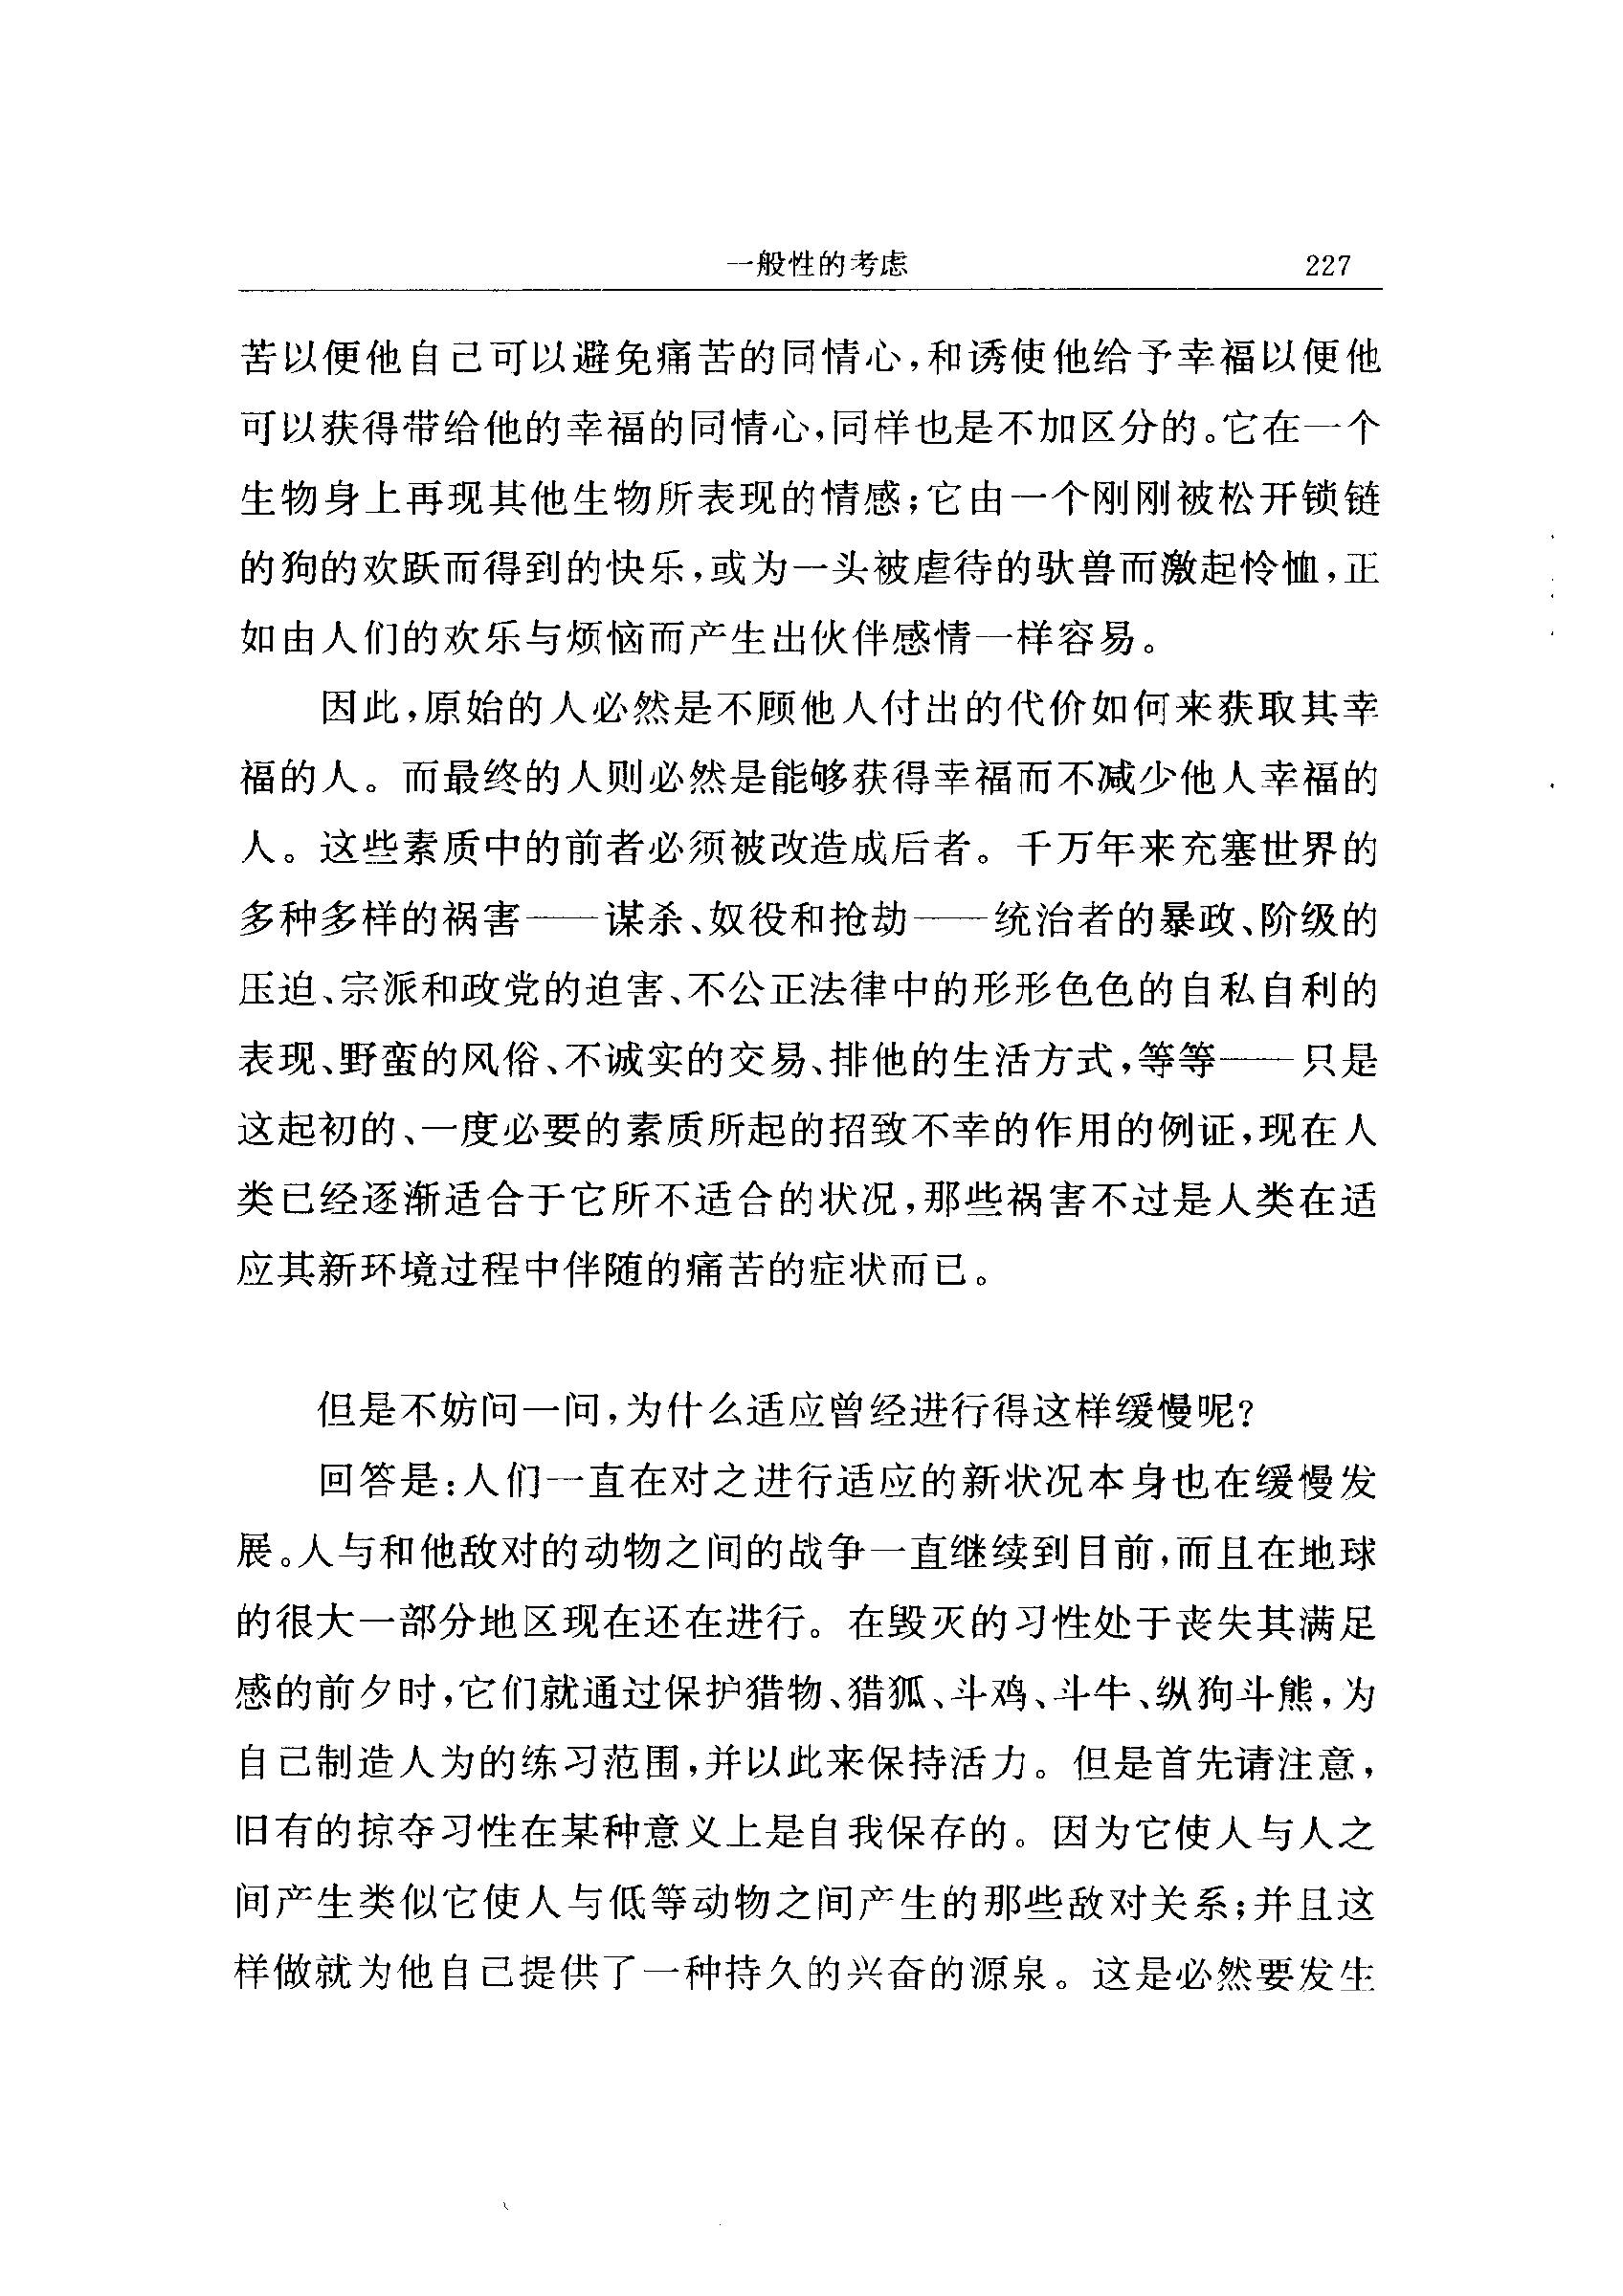 一般性的考虑 227
苦以便他自己可以避免痛苦的同情心,和诱使他给予幸福以便他
可以获得带给他的幸福的同情心,同样也是不加区分的。它在一个
生物身上再现其他生物所表现的情感;它由一个刚刚被松开锁链
的狗的欢跃而得到的快乐,或为一头被虐待的驮兽而激起怜恤,正
如由人们的欢乐与烦恼而产生出伙伴感情一样容易。
因此,原始的人必然是不顾他人付出的代价如何来获取其幸
福的人。而最终的人则必然是能够获得幸福而不减少他人幸福的
人。这些素质中的前者必须被改造成后者。千万年来充塞世界的
多种多样的祸害——谋杀、奴役和抢劫——统治者的暴政、阶级的
压迫、宗派和政党的迫害、不公正法律中的形形色色的自私自利的
表现、野蛮的风俗、不诚实的交易、排他的生活方式,等等——只是
这起初的、一度必要的素质所起的招致不幸的作用的例证,现在人
类已经逐渐适合于它所不适合的状况,那些祸害不过是人类在适
应其新环境过程中伴随的痛苦的症状而已。
但是不妨问一问,为什么适应曾经进行得这样缓慢呢?
回答是:人们一直在对之进行适应的新状况本身也在缓慢发
展。人与和他敌对的动物之间的战争一直继续到目前,而且在地球
的很大一部分地区现在还在进行。在毁灭的习性处于丧失其满足
感的前夕时,它们就通过保护猎物、猎狐、斗鸡、斗牛、纵狗斗熊,为
自己制造人为的练习范围,并以此来保持活力。但是首先请注意,
旧有的掠夺习性在某种意义上是自我保存的。因为它使人与人之
间产生类似它使人与低等动物之间产生的那些敌对关系;并且这
样做就为他自己提供了一种持久的兴奋的源泉。这是必然要发生